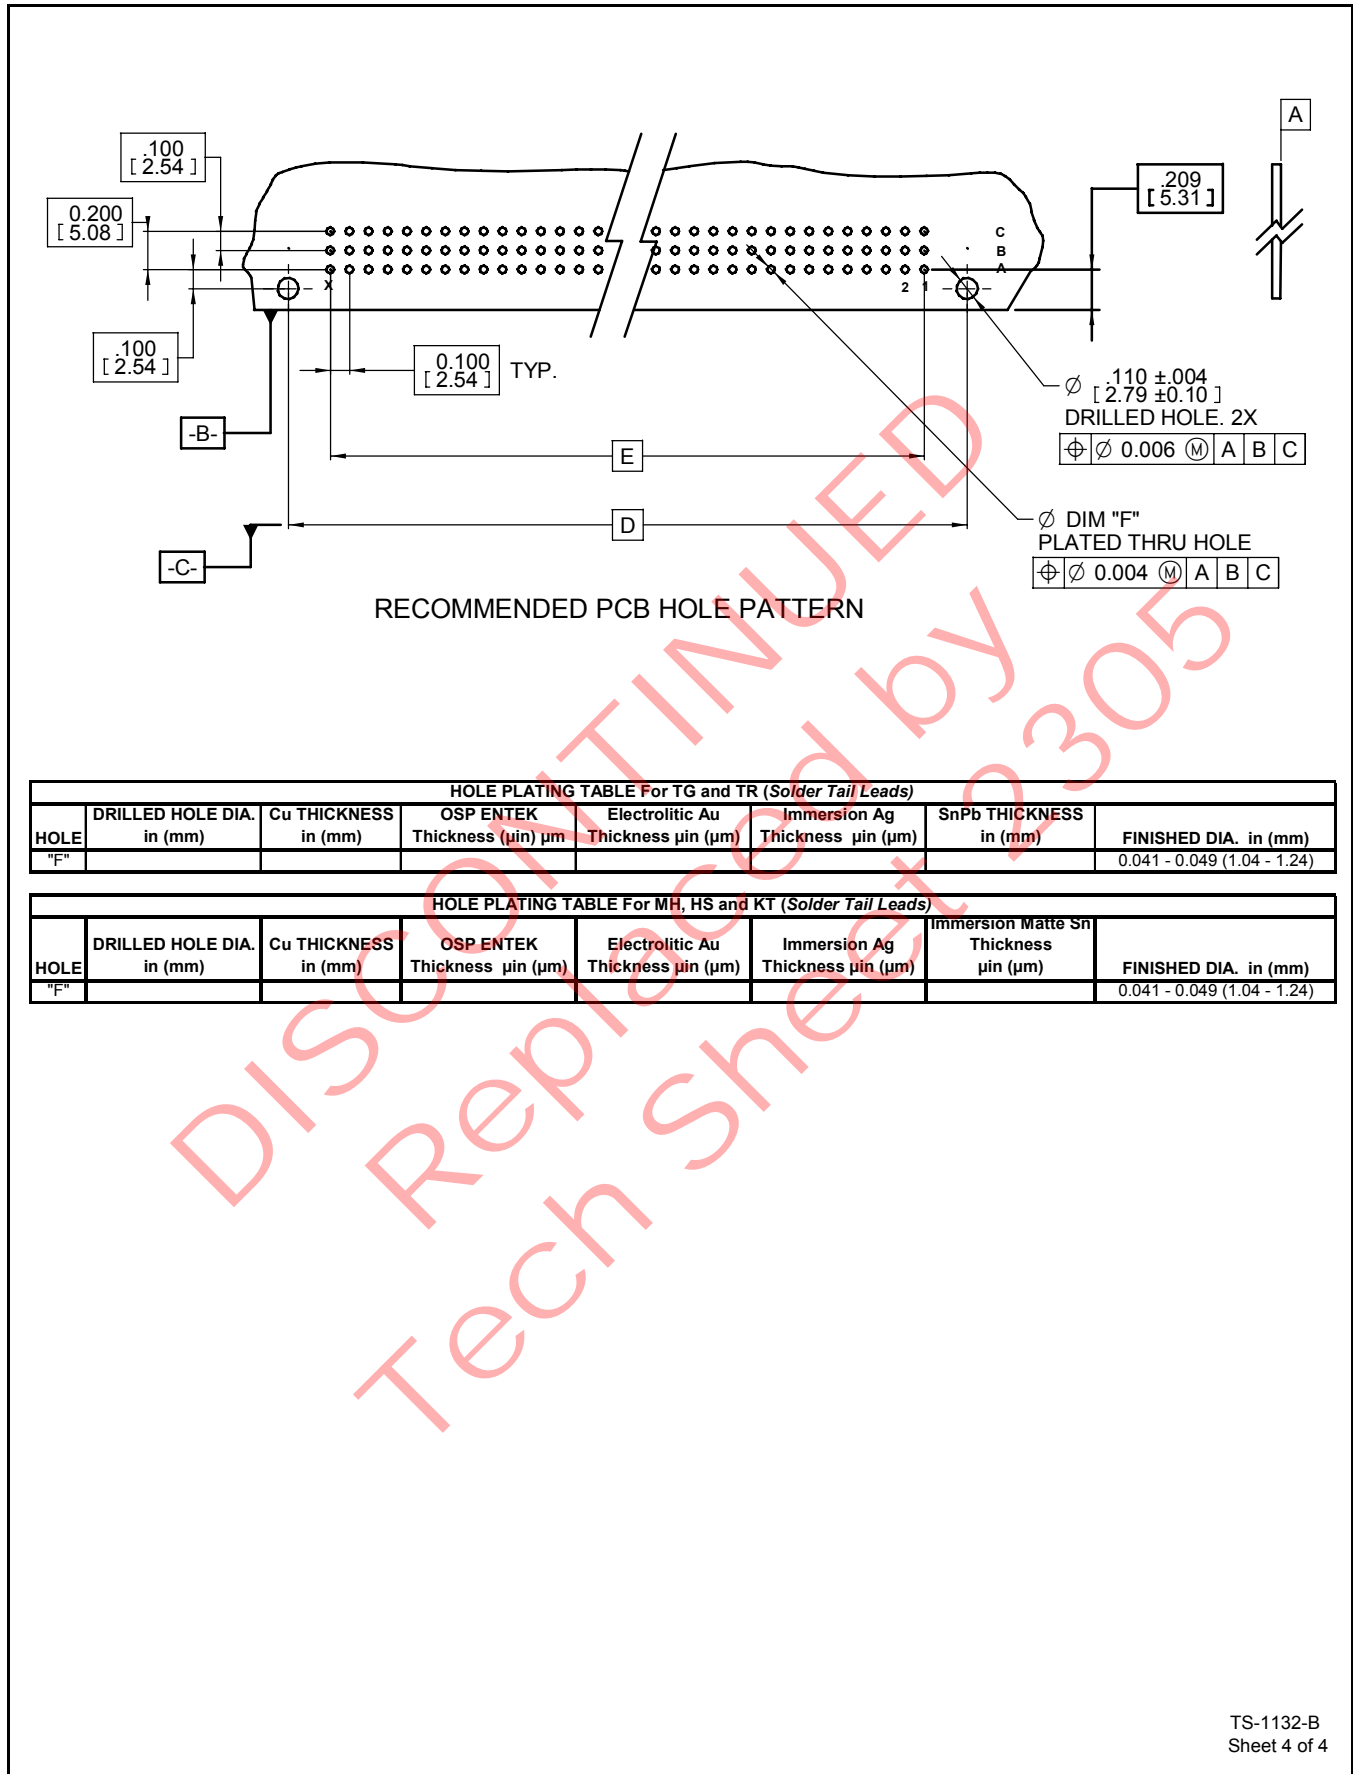 A
.100
[ 2.54 ]
.209
[ 5.31 ]
0.200
[ 5.08 ]
C
B
A
X
2 1
.100
[ 2.54 ]
0.100
[ 2.54 ]
TYP.
∅ .110 ±.004
[ 2.79 ±0.10 ]
DRILLED HOLE. 2X
⌖ ∅ 0.006 Ⓜ A B C
-B-
E
D
∅ DIM "F"
PLATED THRU HOLE
⌖ ∅ 0.004 Ⓜ A B C
-C-
RECOMMENDED PCB HOLE PATTERN
DISCONTINUED
Replaced by
Tech Sheet 2305
HOLE PLATING TABLE For TG and TR (Solder Tail Leads)
HOLE DRILLED HOLE DIA. in (mm) Cu THICKNESS in (mm) OSP ENTEK Thickness (µin) µm Electrolitic Au Thickness µin (µm) Immersion Ag Thickness µin (µm) SnPb THICKNESS in (mm) FINISHED DIA. in (mm)
"F" 0.041 - 0.049 (1.04 - 1.24)
HOLE PLATING TABLE For MH, HS and KT (Solder Tail Leads)
HOLE DRILLED HOLE DIA. in (mm) Cu THICKNESS in (mm) OSP ENTEK Thickness µin (µm) Electrolitic Au Thickness µin (µm) Immersion Ag Thickness µin (µm) Immersion Matte Sn Thickness µin (µm) FINISHED DIA. in (mm)
"F" 0.041 - 0.049 (1.04 - 1.24)
TS-1132-B
Sheet 4 of 4